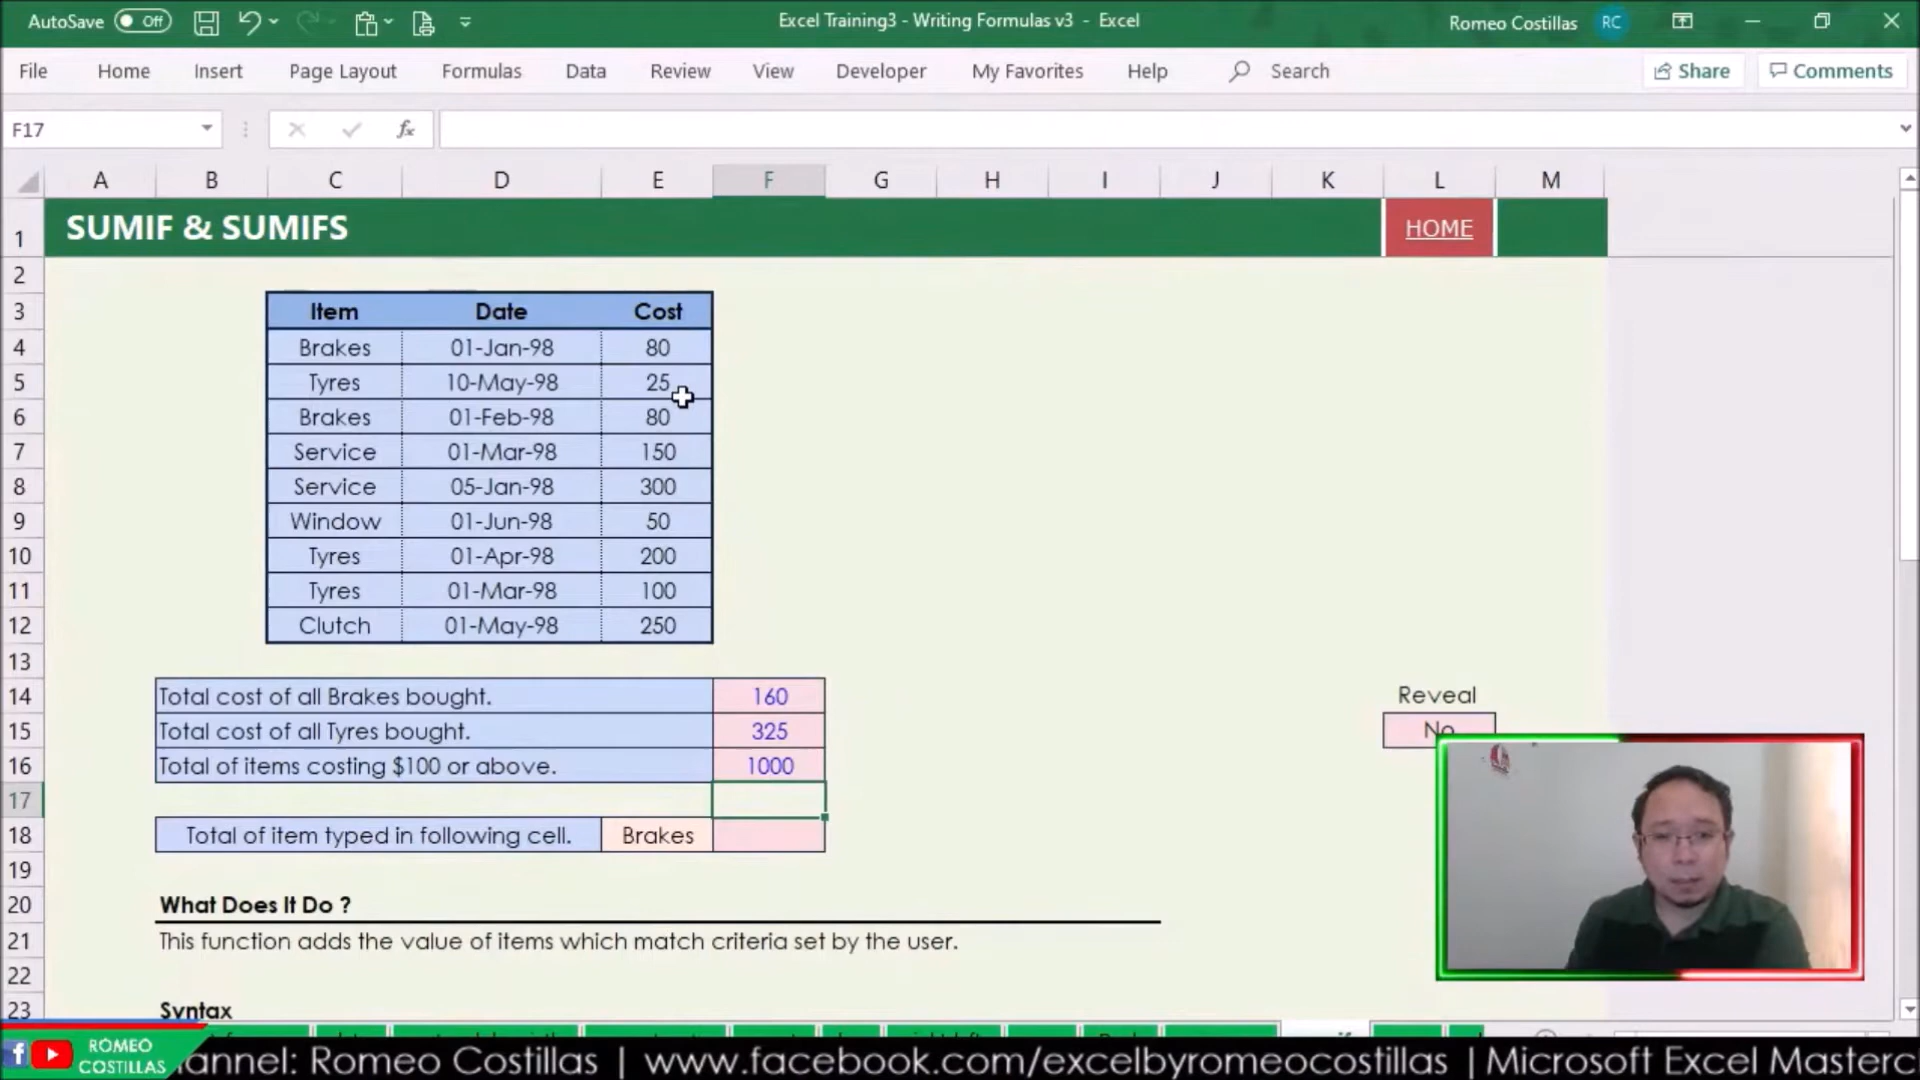 AutoSave Off Excel Training3 - Writing Formulas v3 - Excel Romeo Costillas RC
File Home Insert Page Layout Formulas Data Review View Developer My Favorites Help Search Share Comments
F17 fx
A B C D E F G H I J K L M
1 SUMIF & SUMIFS HOME
2
3 Item Date Cost
4 Brakes 01-Jan-98 80
5 Tyres 10-May-98 25
6 Brakes 01-Feb-98 80
7 Service 01-Mar-98 150
8 Service 05-Jan-98 300
9 Window 01-Jun-98 50
10 Tyres 01-Apr-98 200
11 Tyres 01-Mar-98 100
12 Clutch 01-May-98 250
13
14 Total cost of all Brakes bought. 160 Reveal
15 Total cost of all Tyres bought. 325 No
16 Total of items costing $100 or above. 1000
17
18 Total of item typed in following cell. Brakes
19
20 What Does It Do ?
21 This function adds the value of items which match criteria set by the user.
22
23 Syntax
ROMEO
COSTILLAS
annel: Romeo Costillas | www.facebook.com/excelbyromeocostillas | Microsoft Excel Masterc